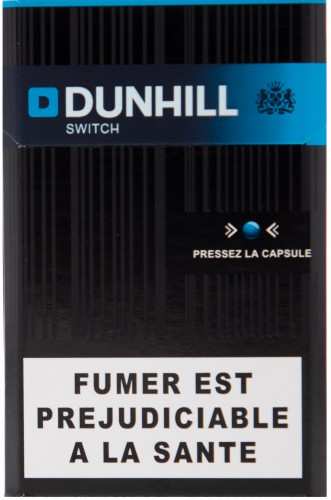 DUNHILL
SWITCH
PRESSEZ LA CAPSULE
FUMER EST
PREJUDICIABLE
A LA SANTE